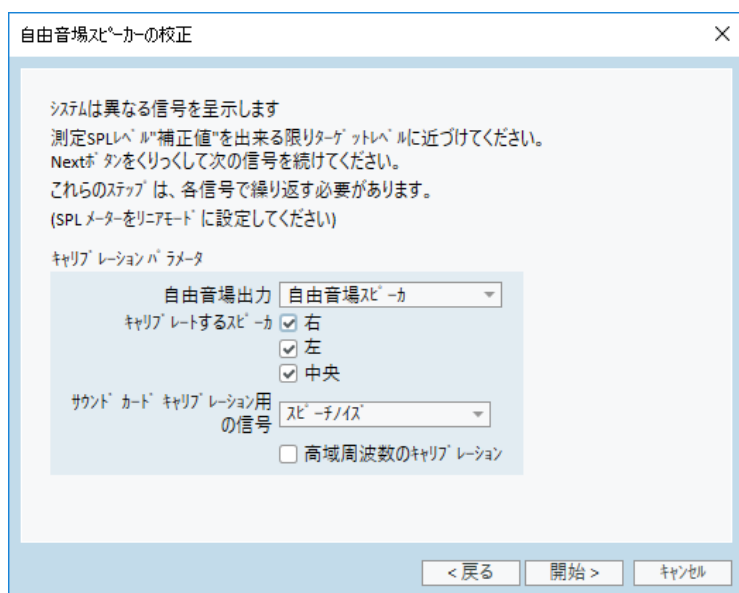 自由音場ｽﾋﾟｰｶｰの校正
ｼｽﾃﾑは異なる信号を呈示します
測定SPLﾚﾍﾞﾙ"補正値"を出来る限りﾀｰｹﾞｯﾄﾚﾍﾞﾙに近づけてください。
Nextﾎﾞﾀﾝをくりっくして次の信号を続けてください。
これらのｽﾃｯﾌﾟは、各信号で繰り返す必要があります。
(SPL ﾒｰﾀｰをﾘﾆｱﾓｰﾄﾞに設定してください)
ｷｬﾘﾌﾞﾚｰｼｮﾝ ﾊﾟﾗﾒｰﾀ
自由音場出力 自由音場ｽﾋﾟｰｶ
ｷｬﾘﾌﾞﾚｰﾄするｽﾋﾟｰｶ 右
左
中央
ｻｳﾝﾄﾞ ｶｰﾄﾞ ｷｬﾘﾌﾞﾚｰｼｮﾝ用
の信号 ｽﾋﾟｰﾁﾉｲｽﾞ
高域周波数のｷｬﾘﾌﾞﾚｰｼｮﾝ
<戻る 開始> ｷｬﾝｾﾙ